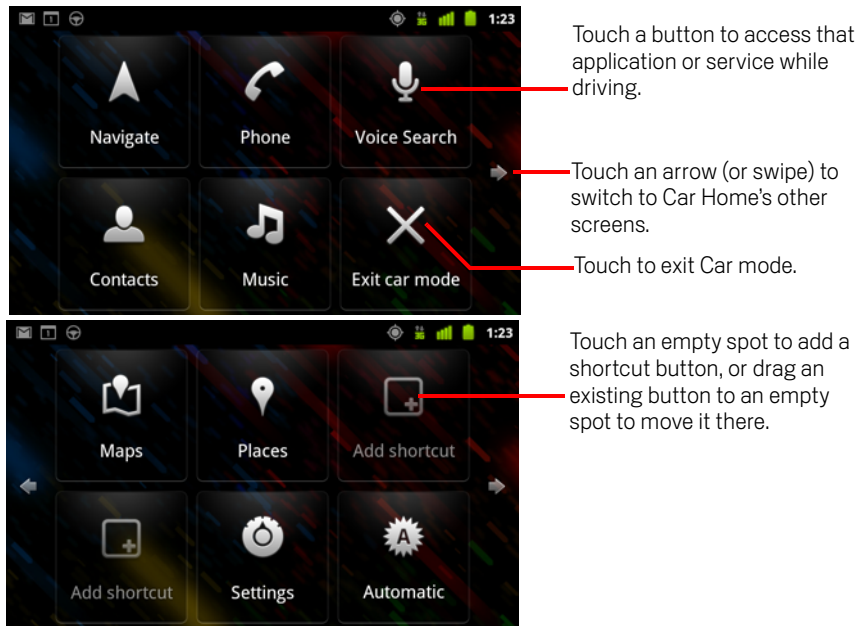 1:23
Touch a button to access that
application or service while
driving.
Navigate Phone Voice Search
Touch an arrow (or swipe) to
switch to Car Home's other
screens.
Contacts Music Exit car mode
Touch to exit Car mode.
1:23
Touch an empty spot to add a
shortcut button, or drag an
existing button to an empty
spot to move it there.
Maps Places Add shortcut
A
Add shortcut Settings Automatic